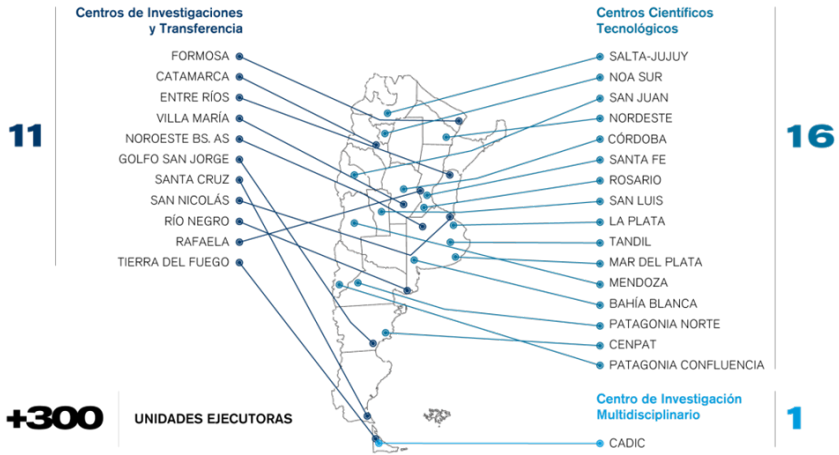 Centros de Investigaciones
y Transferencia
FORMOSA
CATAMARCA
ENTRE RÍOS
VILLA MARÍA
NOROESTE BS. AS
GOLFO SAN JORGE
SANTA CRUZ
SAN NICOLÁS
RÍO NEGRO
RAFAELA
TIERRA DEL FUEGO
11
Centros Científicos
Tecnológicos
SALTA-JUJUY
NOA SUR
SAN JUAN
NORDESTE
CÓRDOBA
SANTA FE
ROSARIO
SAN LUIS
LA PLATA
TANDIL
MAR DEL PLATA
MENDOZA
BAHÍA BLANCA
PATAGONIA NORTE
CENPAT
PATAGONIA CONFLUENCIA
16
+300
UNIDADES EJECUTORAS
Centro de Investigación
Multidisciplinario
CADIC
1